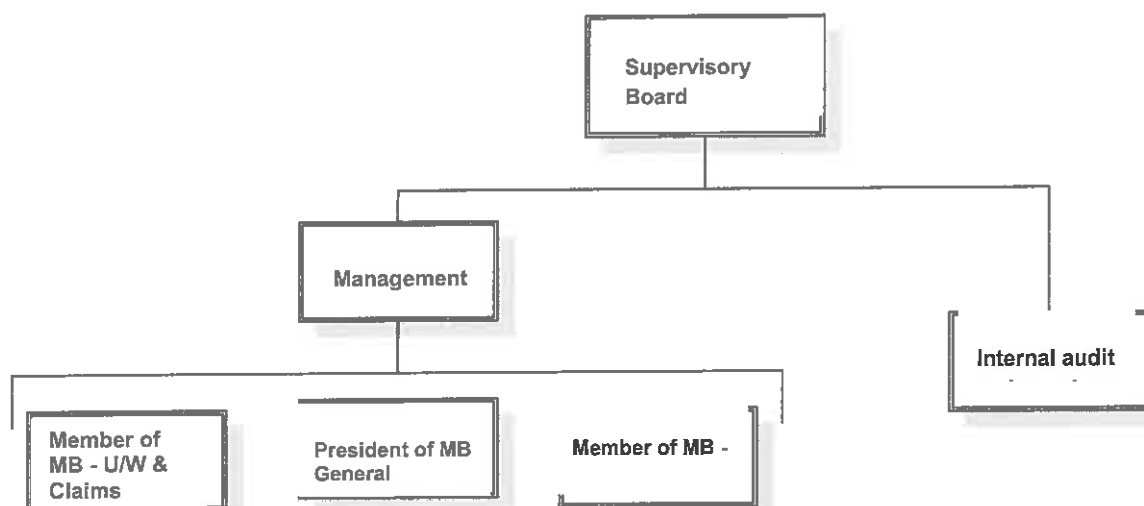 Supervisory
Board
Management
Internal audit
Member of
MB - U/W &
Claims
President of MB
General
Member of MB -